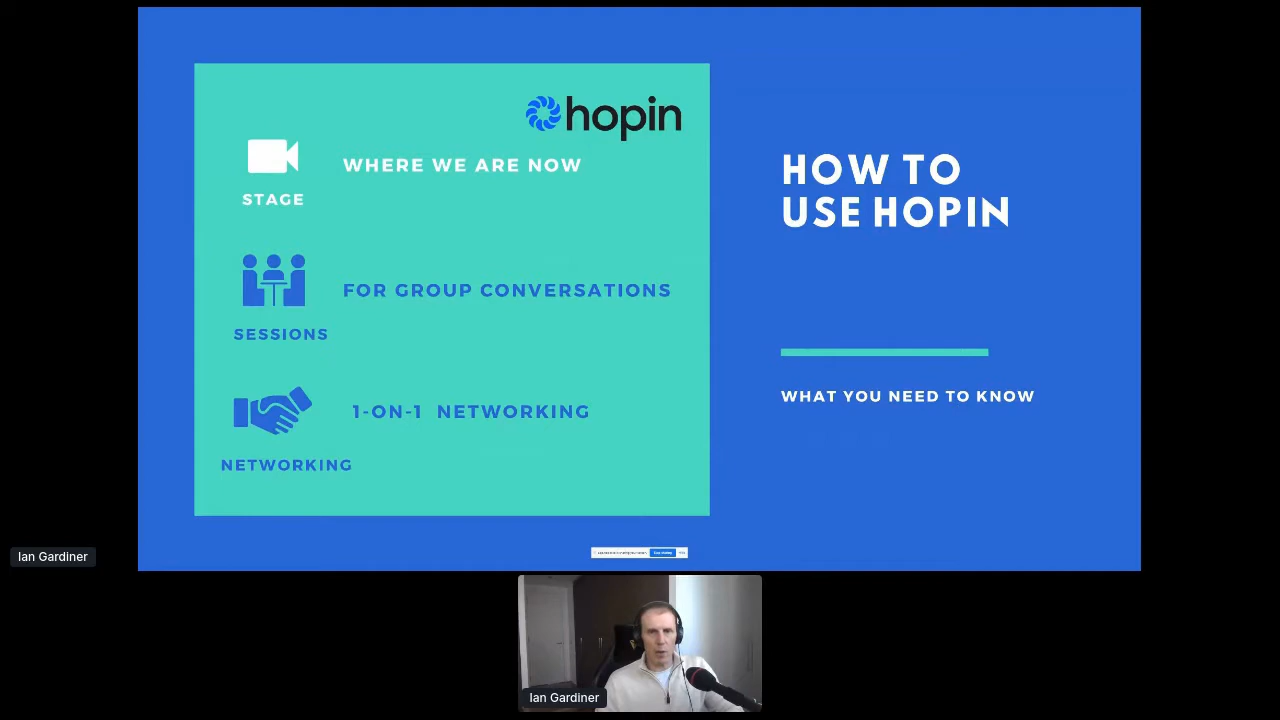 hopin
WHERE WE ARE NOW
STAGE
FOR GROUP CONVERSATIONS
SESSIONS
1-ON-1 NETWORKING
NETWORKING
HOW TO
USE HOPIN
WHAT YOU NEED TO KNOW
Ian Gardiner
Ian Gardiner